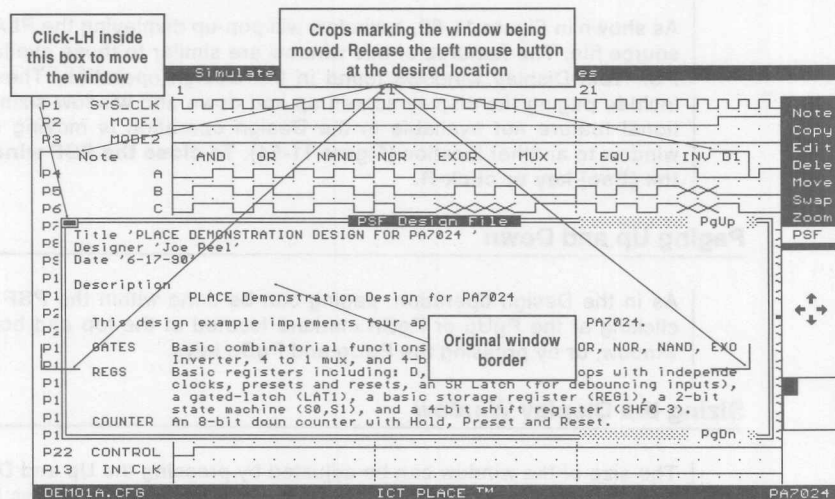 Click-LH inside
this box to move
the window
Crops marking the window being
moved. Release the left mouse button
at the new location
Simulate
es
1
11
21
P1 SYS
P2 MODE1
P3
Note AND OR NAND NOR EXOR MUX EQU INV D1
P4 A
P5 B
P6 C
Note
Copy
Edit
Dele
Move
Swap
Zoom
PSF
PSF Design File
PgUp
Title 'PLACE DEMONSTRATION DESIGN FOR PA7024 '
Designer 'Joe Peel'
Date '6-17-90'
Description
PLACE Demonstration Design for PA7024
This design example implements ap 7024.
GATES Basic combinatorial functions OR, NOR, NAND, EXO
Inverter, 4 to 1 mux, and 4-b
REGS Basic registers including: D, ops with independe
clocks, presets and resets, an SR Latch (for debouncing inputs),
a gated-latch (LAT1), a basic storage register (REG1), a 2-bit
state machine (S0,S1), and a 4-bit shift register (SHF0-3).
COUNTER An 8-bit down counter with Hold, Preset and Reset.
PgDn
Original window
border
P22 CONTROL
P13 IN_CK
DEMO1A.CFG
ICT PLACE ™
PA7024